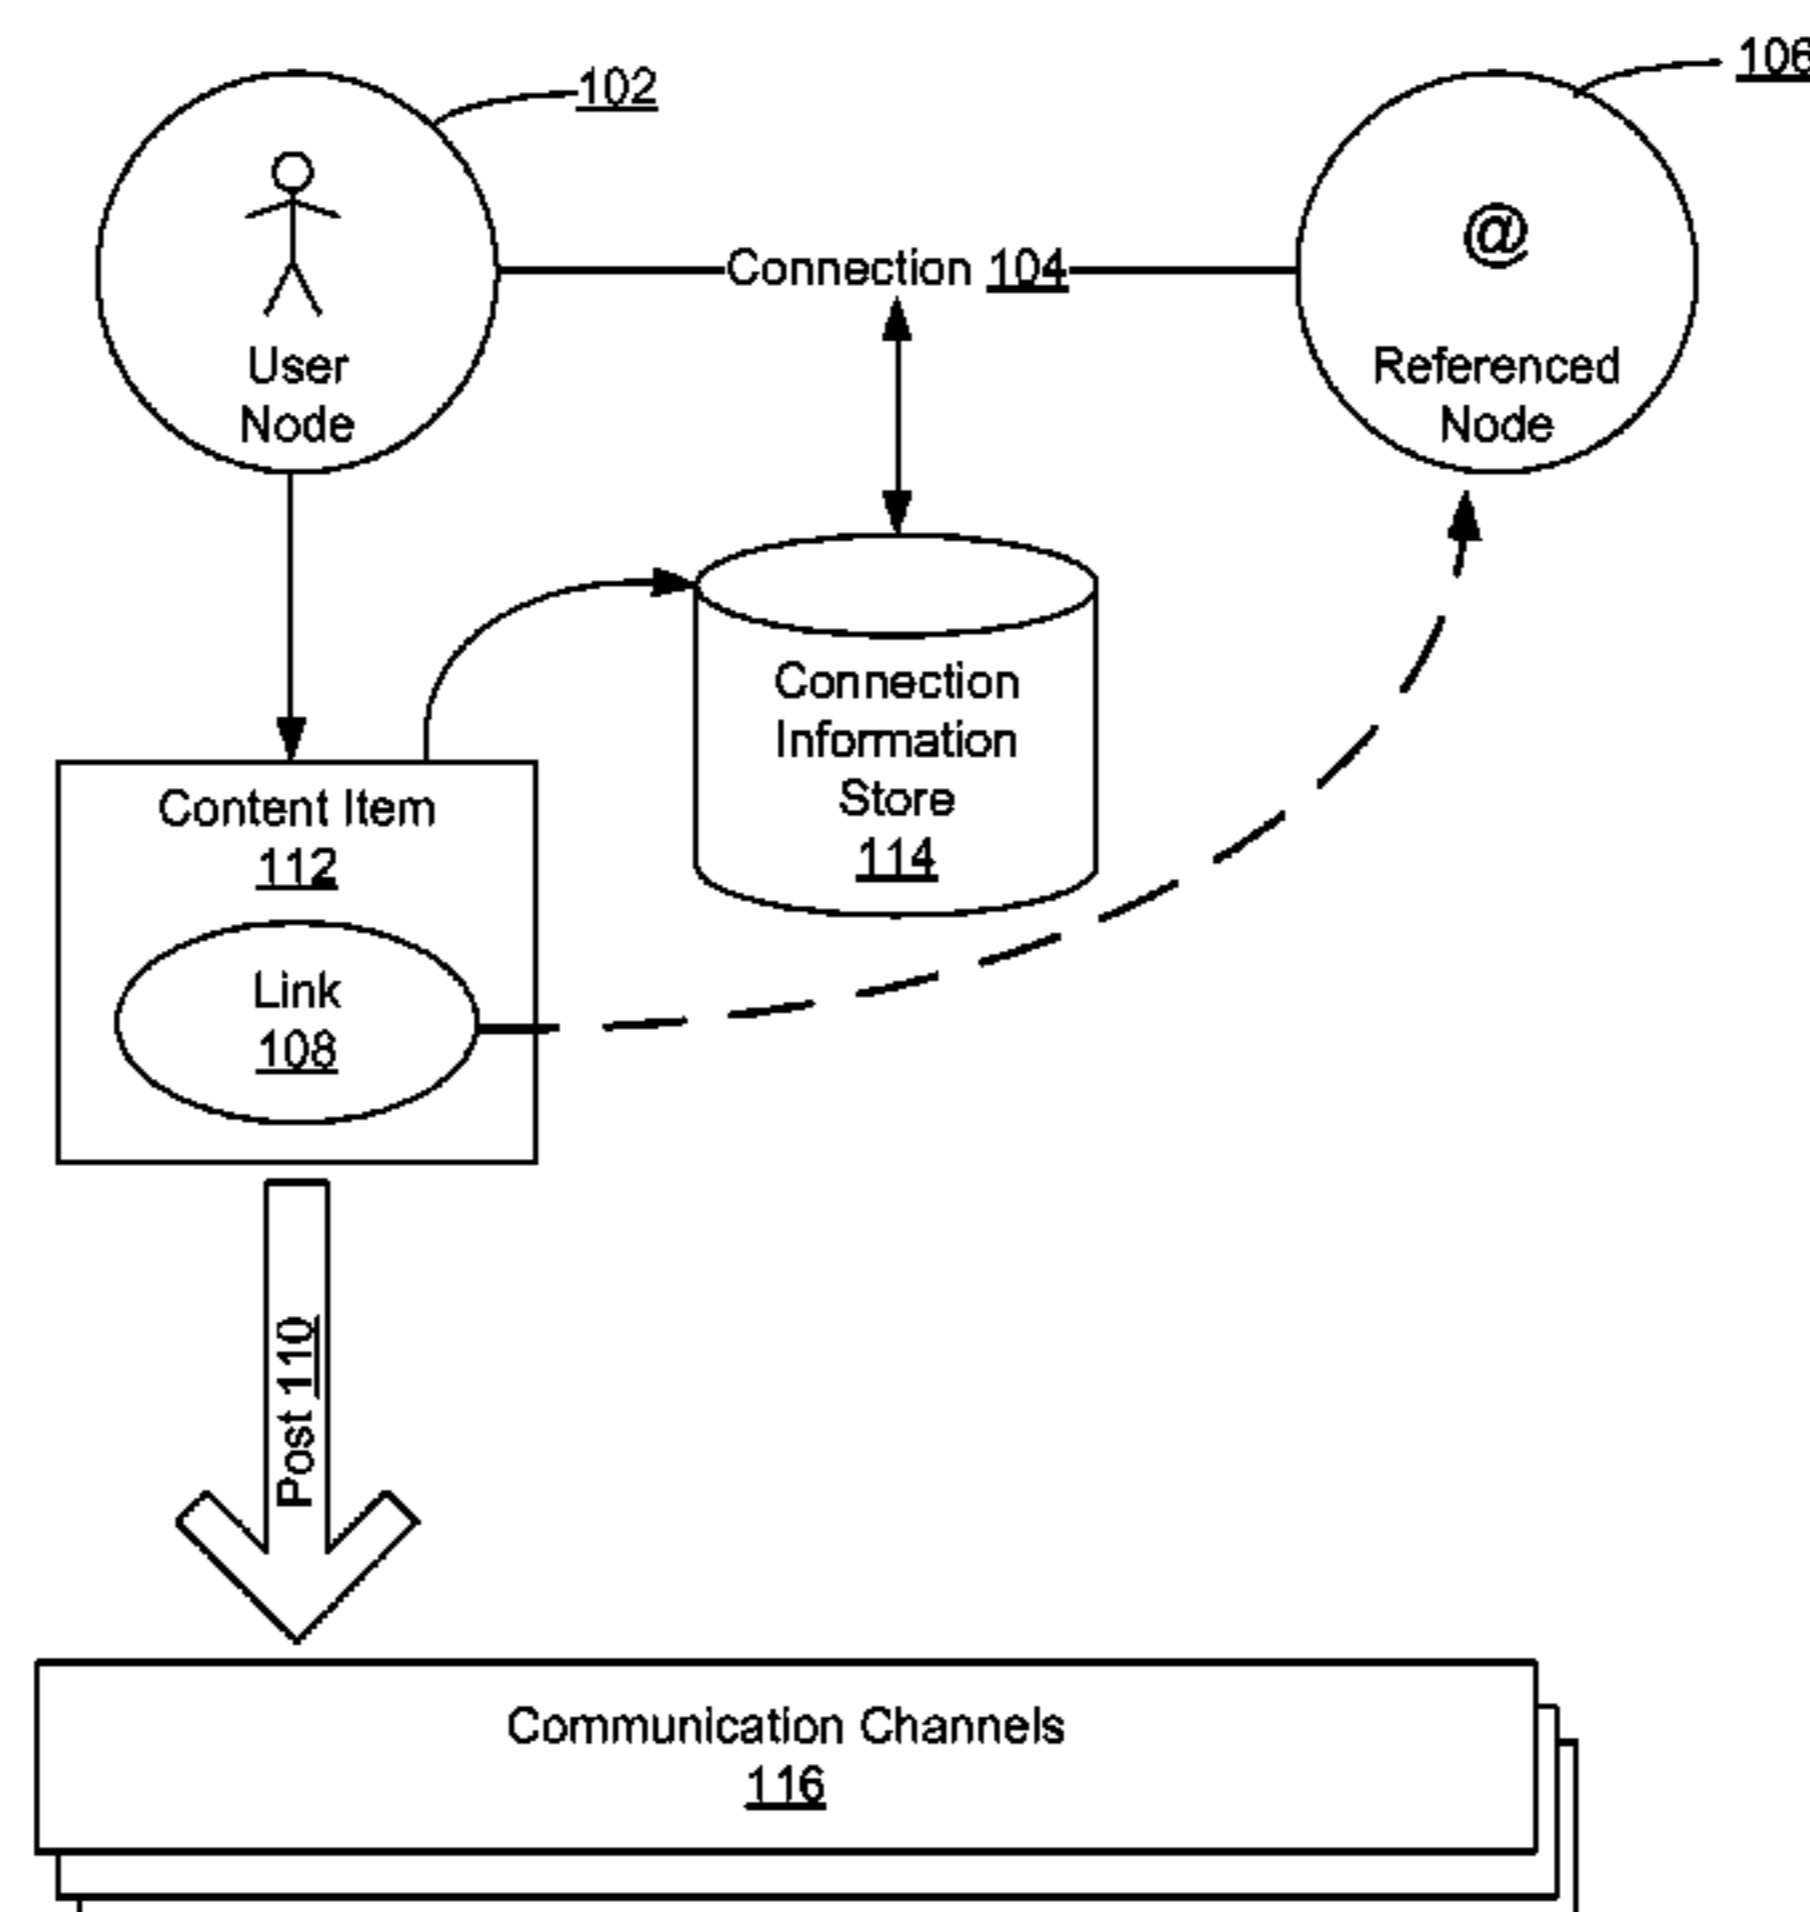 102
106
@
Connection 104
User
Node
Referenced
Node
Connection
Information
Store
114
Content Item
112
Link
108
Post 110
Communication Channels
116